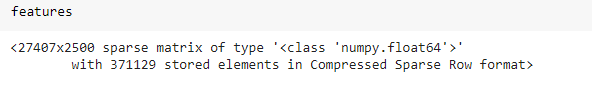 features
<27407x2500 sparse matrix of type '<class 'numpy.float64'>'
with 371129 stored elements in Compressed Sparse Row format>